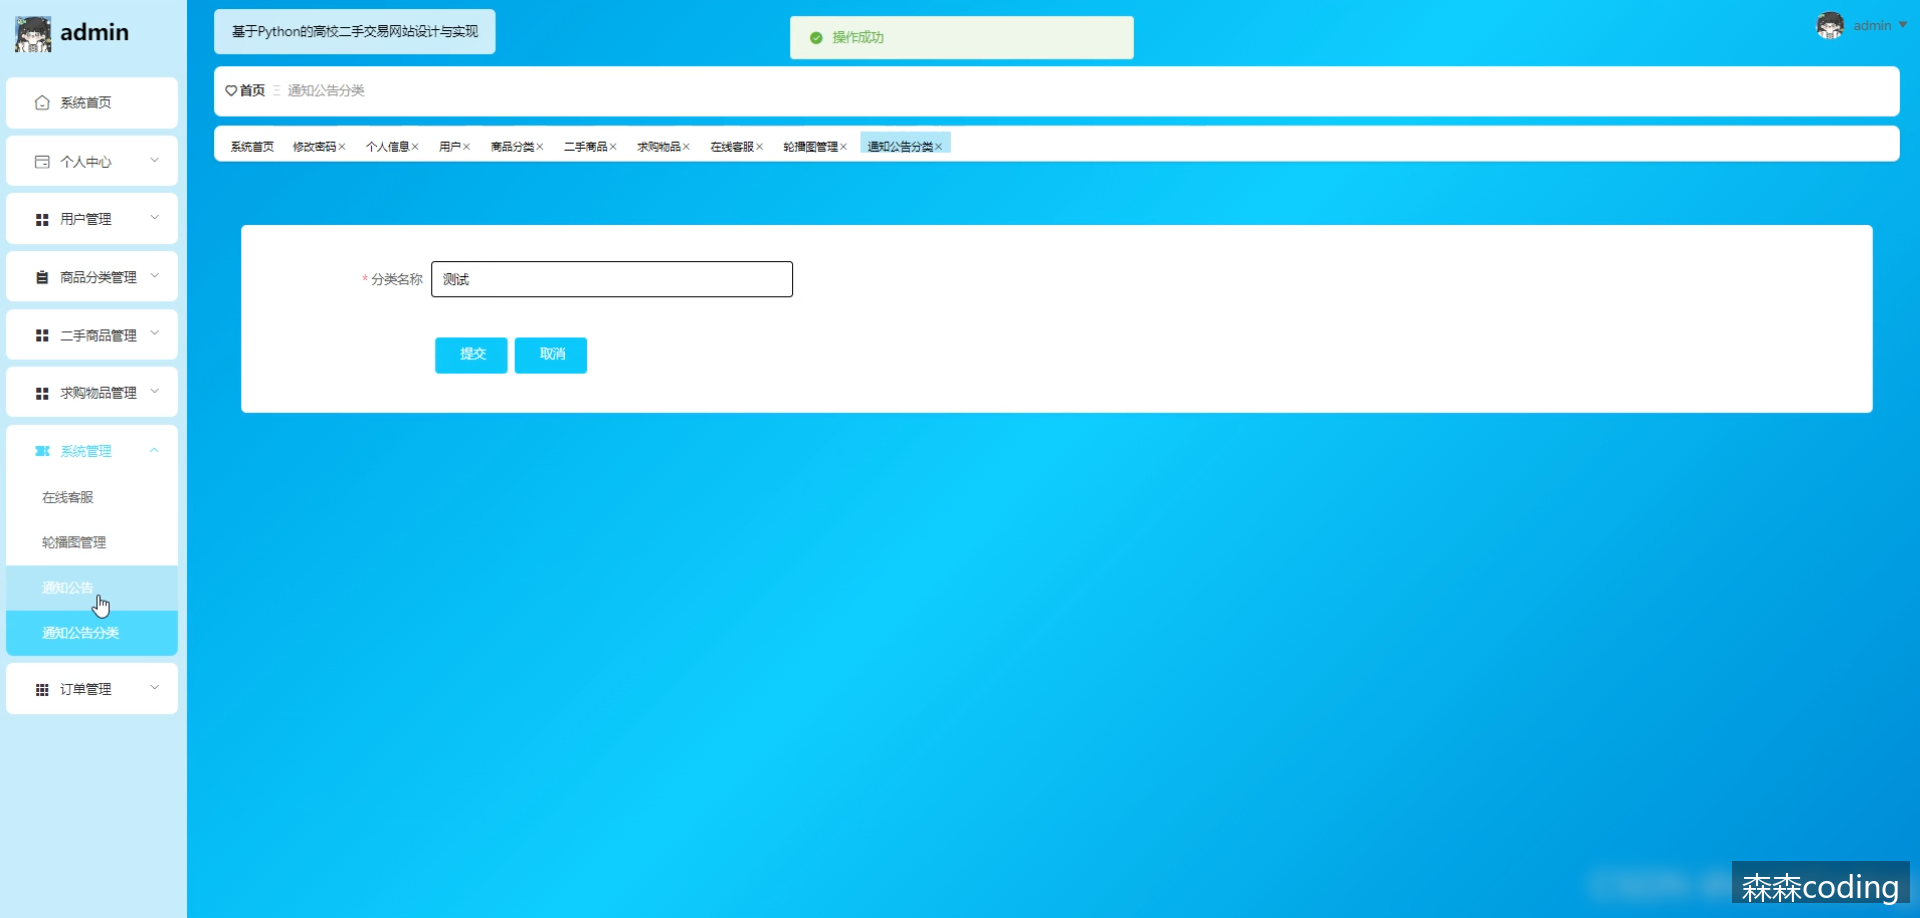 admin
基于Python的高校二手交易网站设计与实现
操作成功
admin
首页 通知公告分类
系统首页 修改密码× 个人信息× 用户× 商品分类× 二手商品× 求购物品× 在线客服× 轮播图管理× 通知公告分类×
系统首页
个人中心
用户管理
商品分类管理
二手商品管理
求购物品管理
系统管理
在线客服
轮播图管理
通知公告
通知公告分类
订单管理
* 分类名称 测试
提交 取消
森森coding